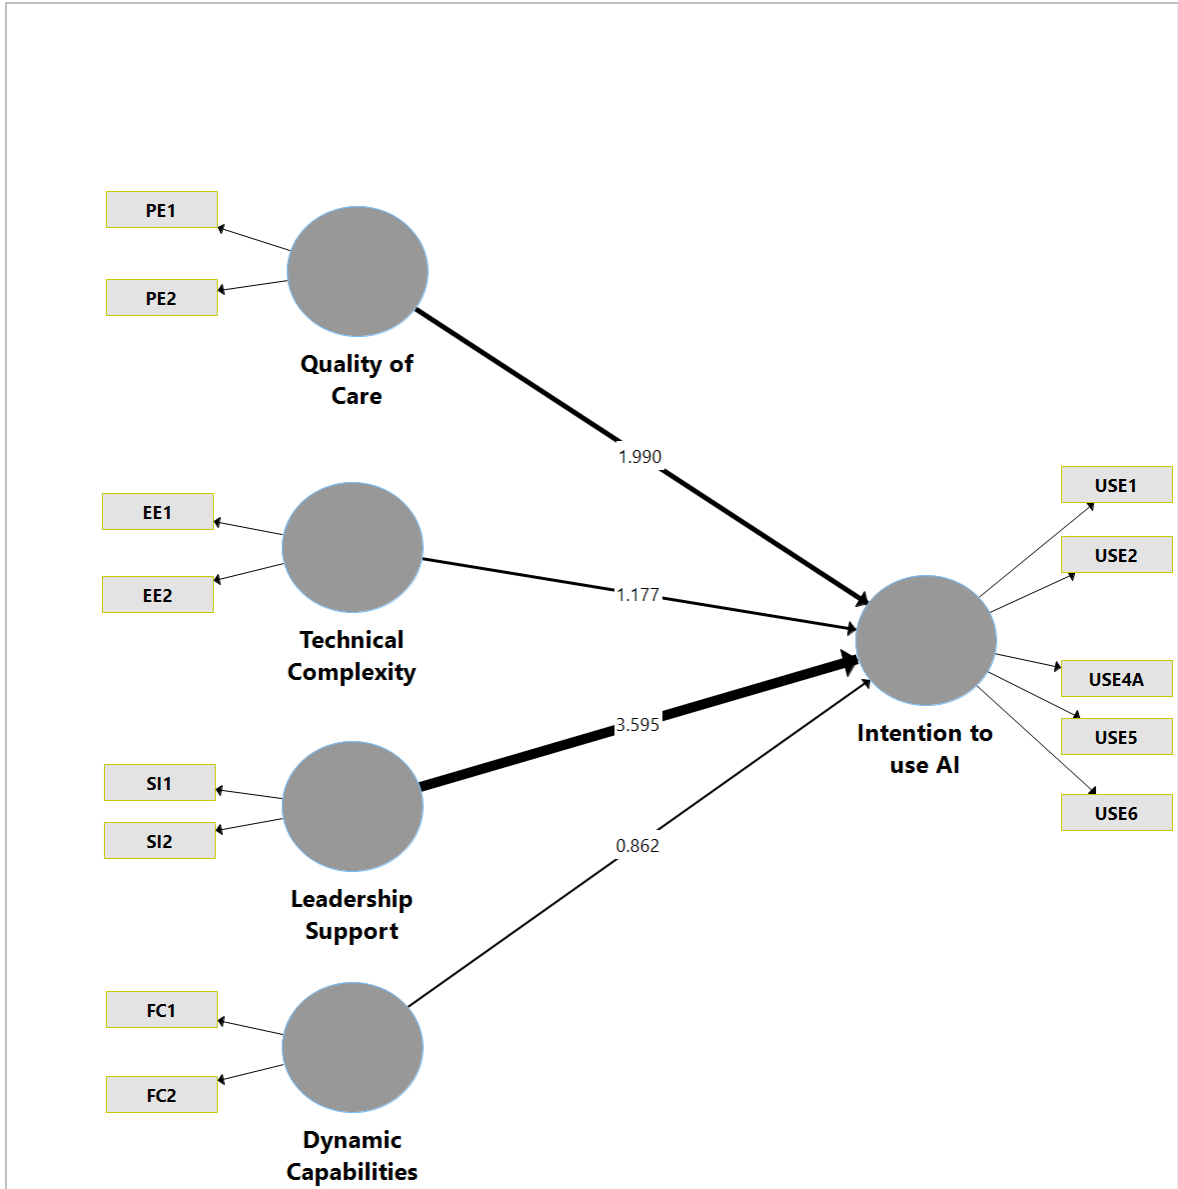 PE1
PE2
Quality of
Care
1.990
EE1
EE2
Technical
Complexity
1.177
SI1
SI2
Leadership
Support
3.595
FC1
FC2
Dynamic
Capabilities
0.862
Intention to
use AI
USE1
USE2
USE4A
USE5
USE6